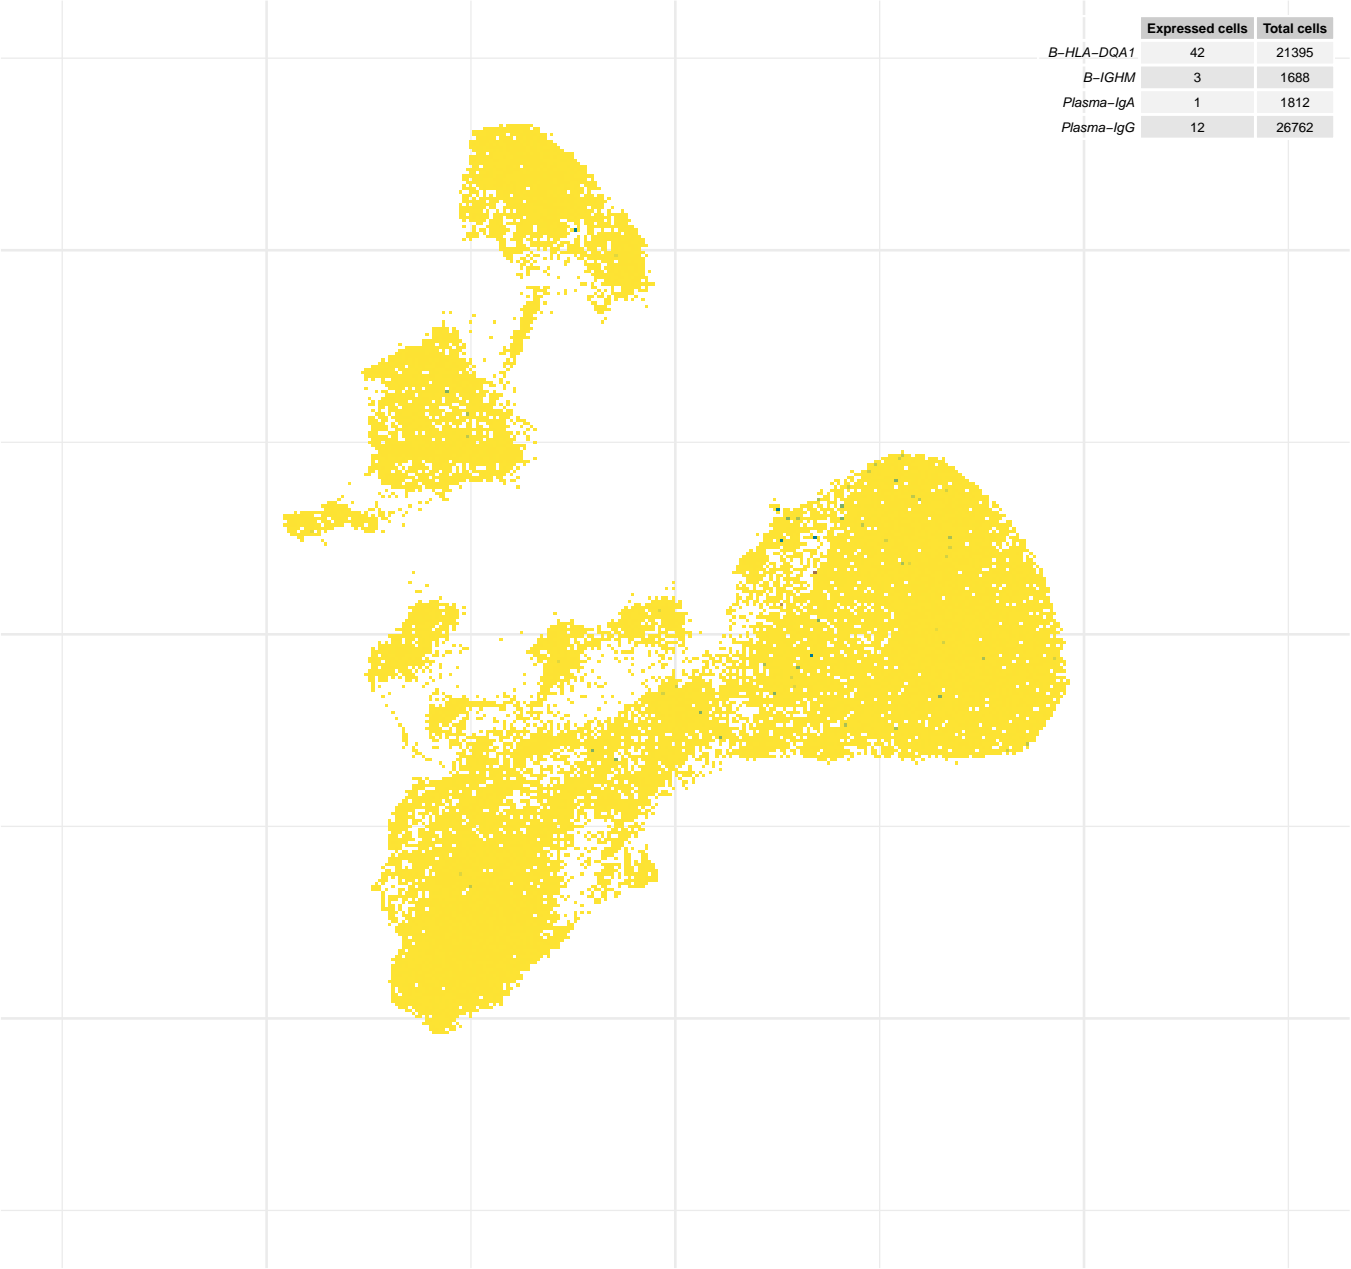 Expressed cells Total cells
B−HLA−DQA1 42 21395
B−IGHM 3 1688
Plasma−IgA 1 1812
Plasma−IgG 12 26762